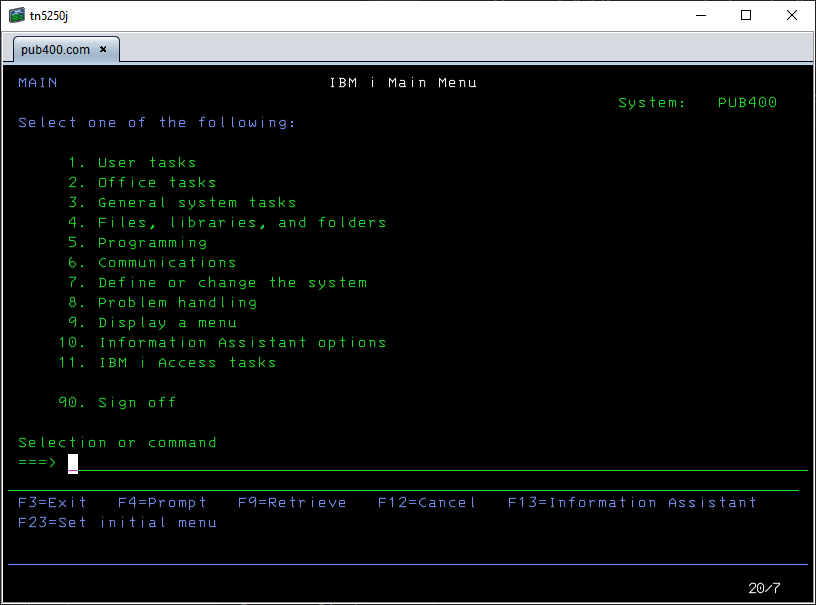 tn5250j
pub400.com ×
MAIN IBM i Main Menu
System: PUB400
Select one of the following:
1. User tasks
2. Office tasks
3. General system tasks
4. Files, libraries, and folders
5. Programming
6. Communications
7. Define or change the system
8. Problem handling
9. Display a menu
10. Information Assistant options
11. IBM i Access tasks
90. Sign off
Selection or command
===>
F3=Exit F4=Prompt F9=Retrieve F12=Cancel F13=Information Assistant
F23=Set initial menu
20/7